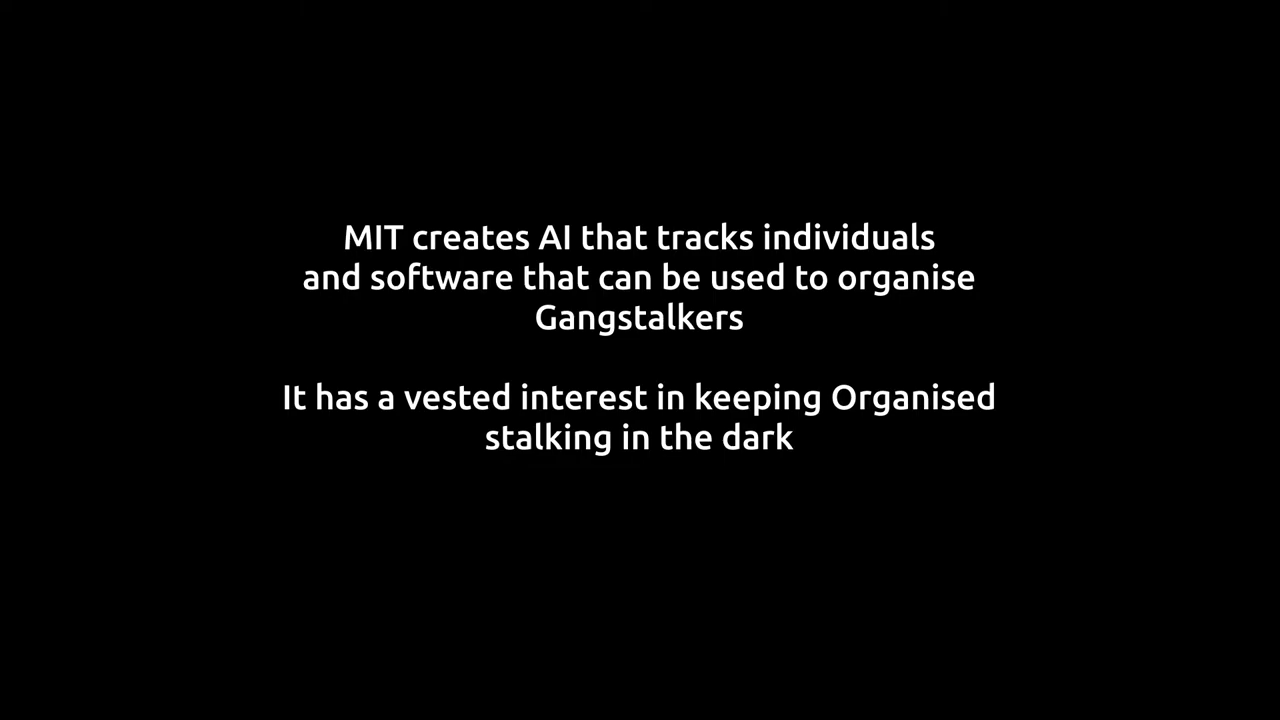 MIT creates AI that tracks individuals
and software that can be used to organise
Gangstalkers
It has a vested interest in keeping Organised
stalking in the dark